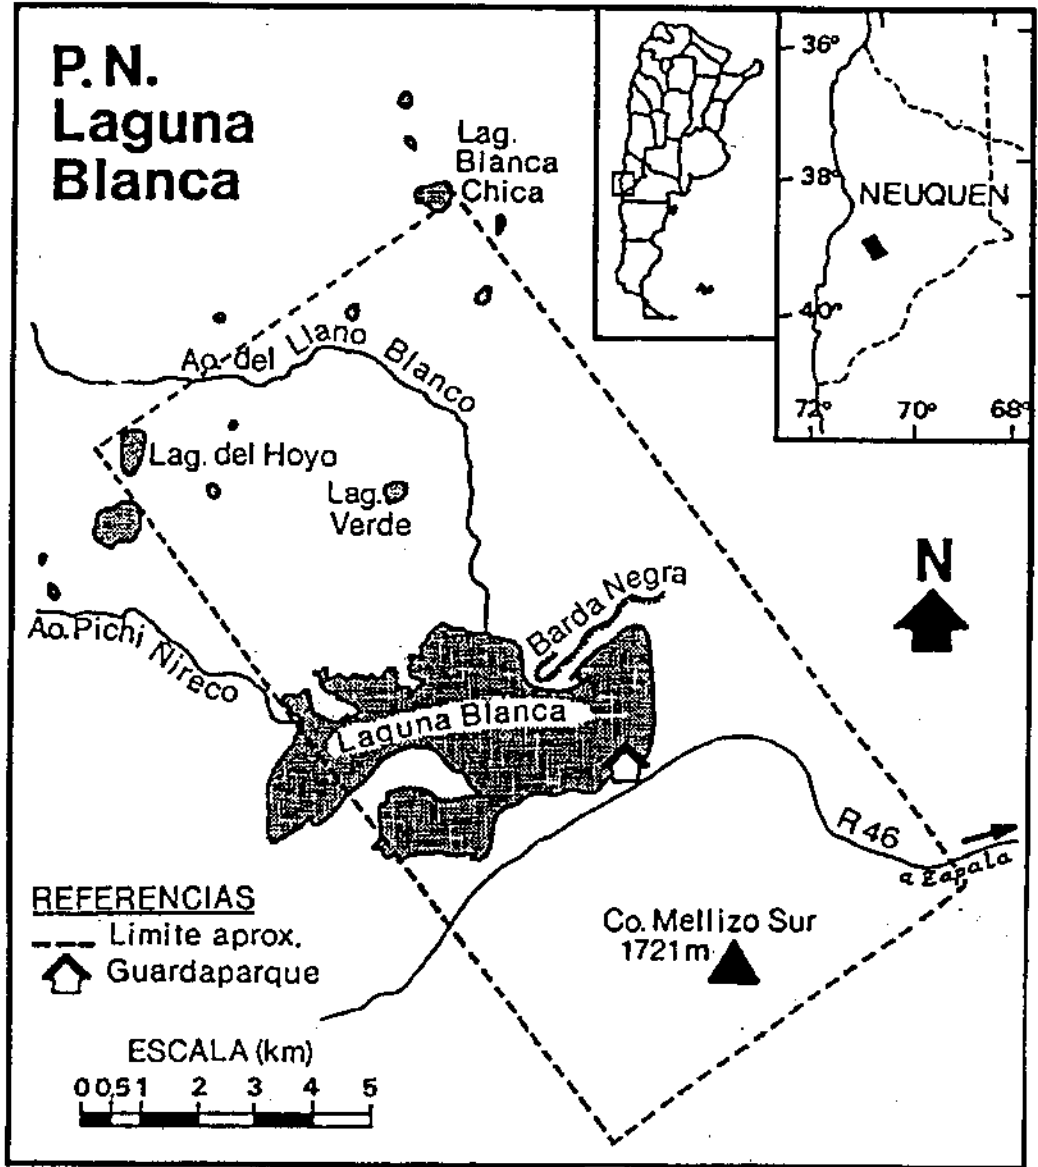 P.N.
Laguna
Blanca
Lag.
Blanca
Chica
36°
38°
NEUQUEN
40°
72° 70° 68°
Ao. del Llano Blanco
Lag. del Hoyo
Lag.
Verde
N
Barda Negra
Ao. Pichi Ñireco
Laguna Blanca
R 46
a Zapala
REFERENCIAS
Limite aprox.
Guardaparque
Co. Mellizo Sur
1721 m
ESCALA (km)
0 0,5 1 2 3 4 5